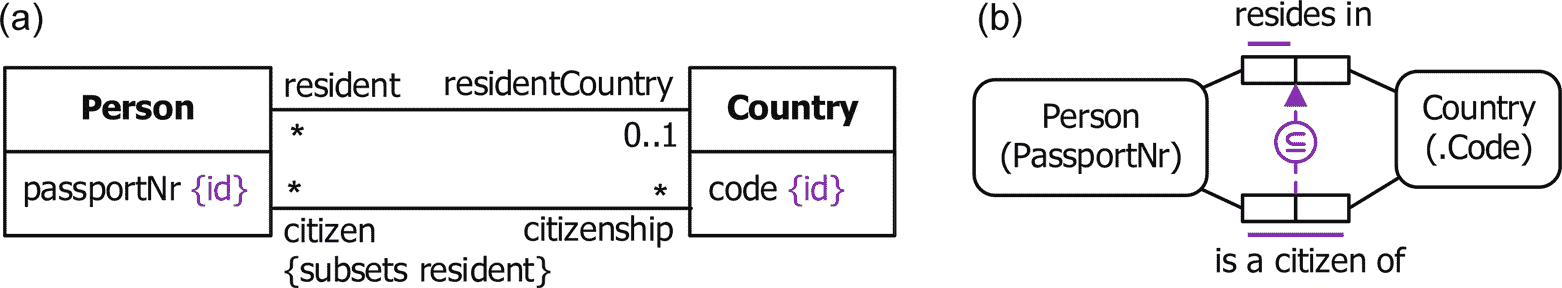 (a)
Person
passportNr {id}
resident
residentCountry
*
0..1
*
*
citizen
citizenship
{subsets resident}
Country
code {id}
(b)
resides in
Person
(PassportNr)
⊆
Country
(.Code)
is a citizen of